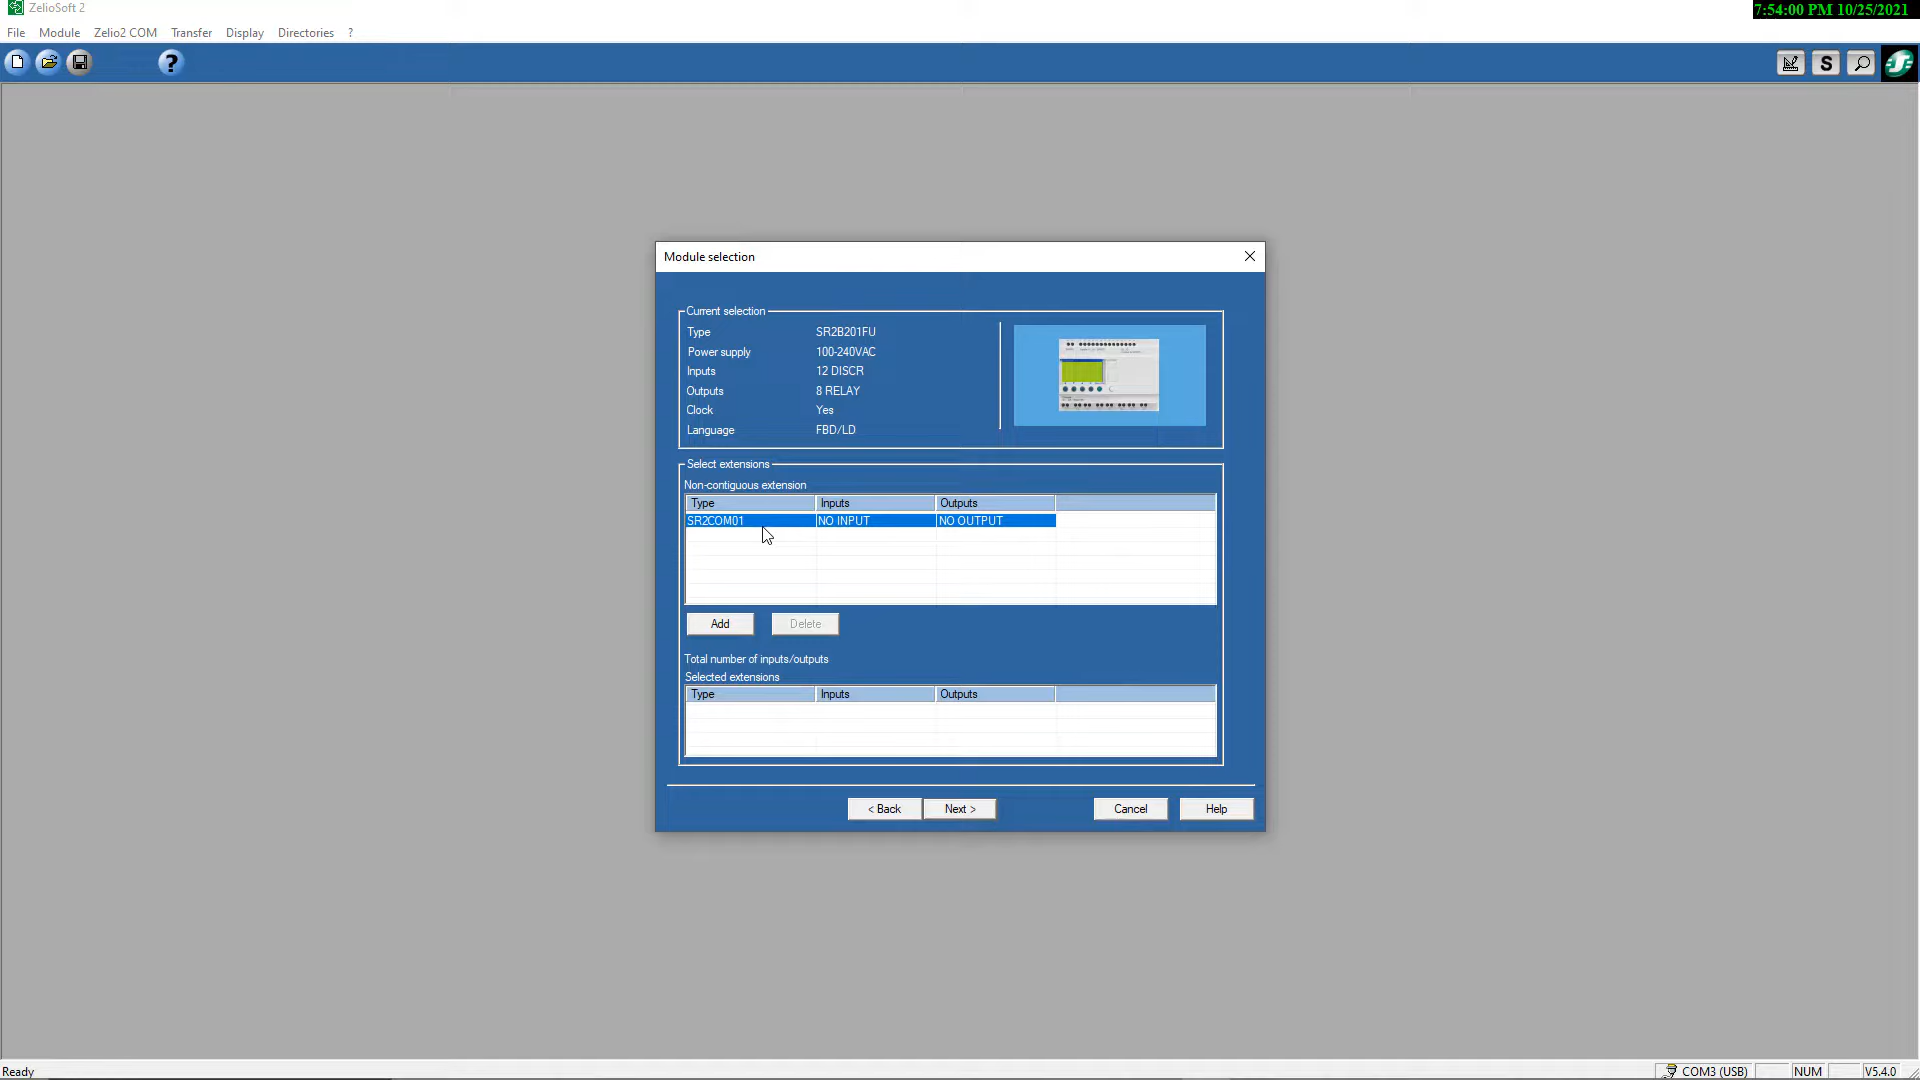 ZelioSoft 2
7:54:00 PM 10/25/2021
File Module Zelio2 COM Transfer Display Directories ?
?
S
Module selection
Current selection
Type SR2B201FU
Power supply 100-240VAC
Inputs 12 DISCR
Outputs 8 RELAY
Clock Yes
Language FBD/LD
Select extensions
Non-contiguous extension
Type Inputs Outputs
SR2COM01 NO INPUT NO OUTPUT
Add Delete
Total number of inputs/outputs
Selected extensions
Type Inputs Outputs
< Back Next > Cancel Help
Ready COM3 (USB) NUM V5.4.0